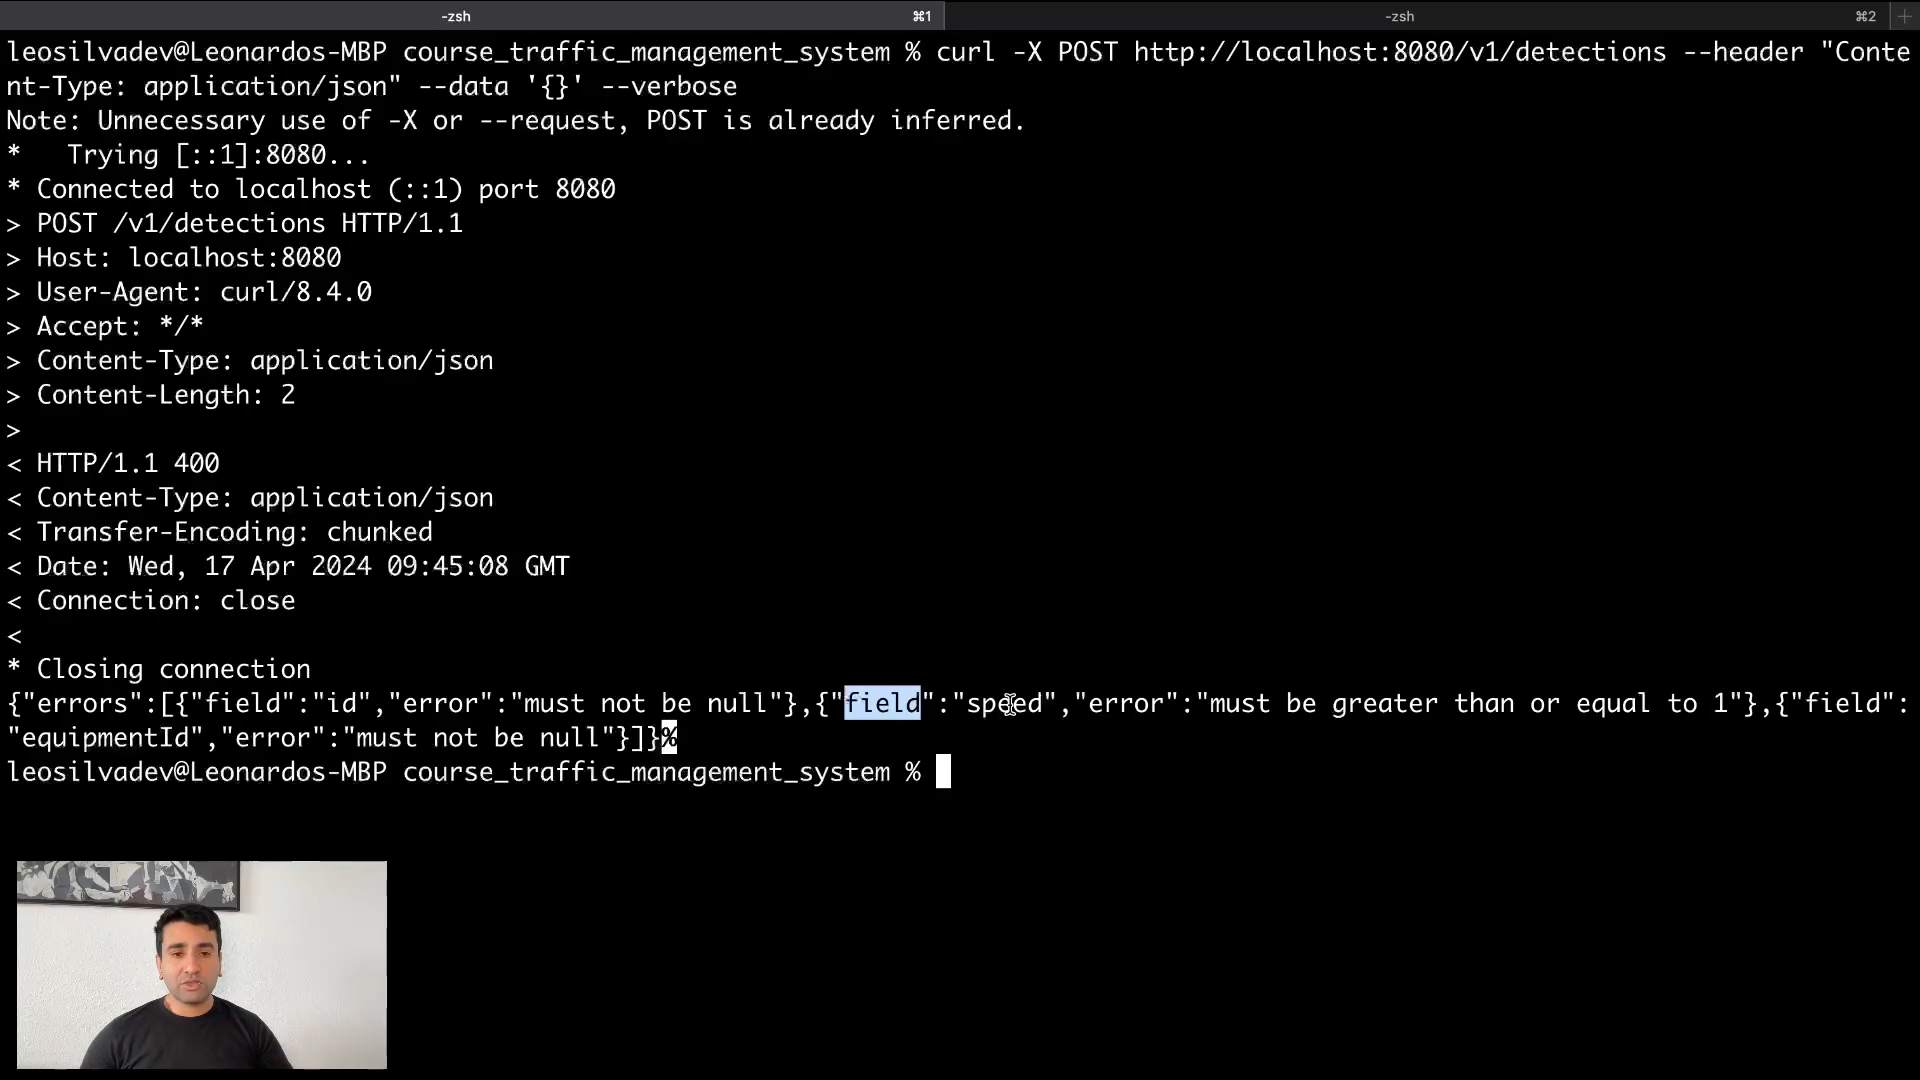 -zsh ⌘1 -zsh ⌘2 +
leosilvadev@Leonardos-MBP course_traffic_management_system % curl -X POST http://localhost:8080/v1/detections --header "Conte
nt-Type: application/json" --data '{}' --verbose
Note: Unnecessary use of -X or --request, POST is already inferred.
*   Trying [::1]:8080...
* Connected to localhost (::1) port 8080
> POST /v1/detections HTTP/1.1
> Host: localhost:8080
> User-Agent: curl/8.4.0
> Accept: */*
> Content-Type: application/json
> Content-Length: 2
>
< HTTP/1.1 400
< Content-Type: application/json
< Transfer-Encoding: chunked
< Date: Wed, 17 Apr 2024 09:45:08 GMT
< Connection: close
<
* Closing connection
{"errors":[{"field":"id","error":"must not be null"},{"field":"speed","error":"must be greater than or equal to 1"},{"field":
"equipmentId","error":"must not be null"}]}%
leosilvadev@Leonardos-MBP course_traffic_management_system %